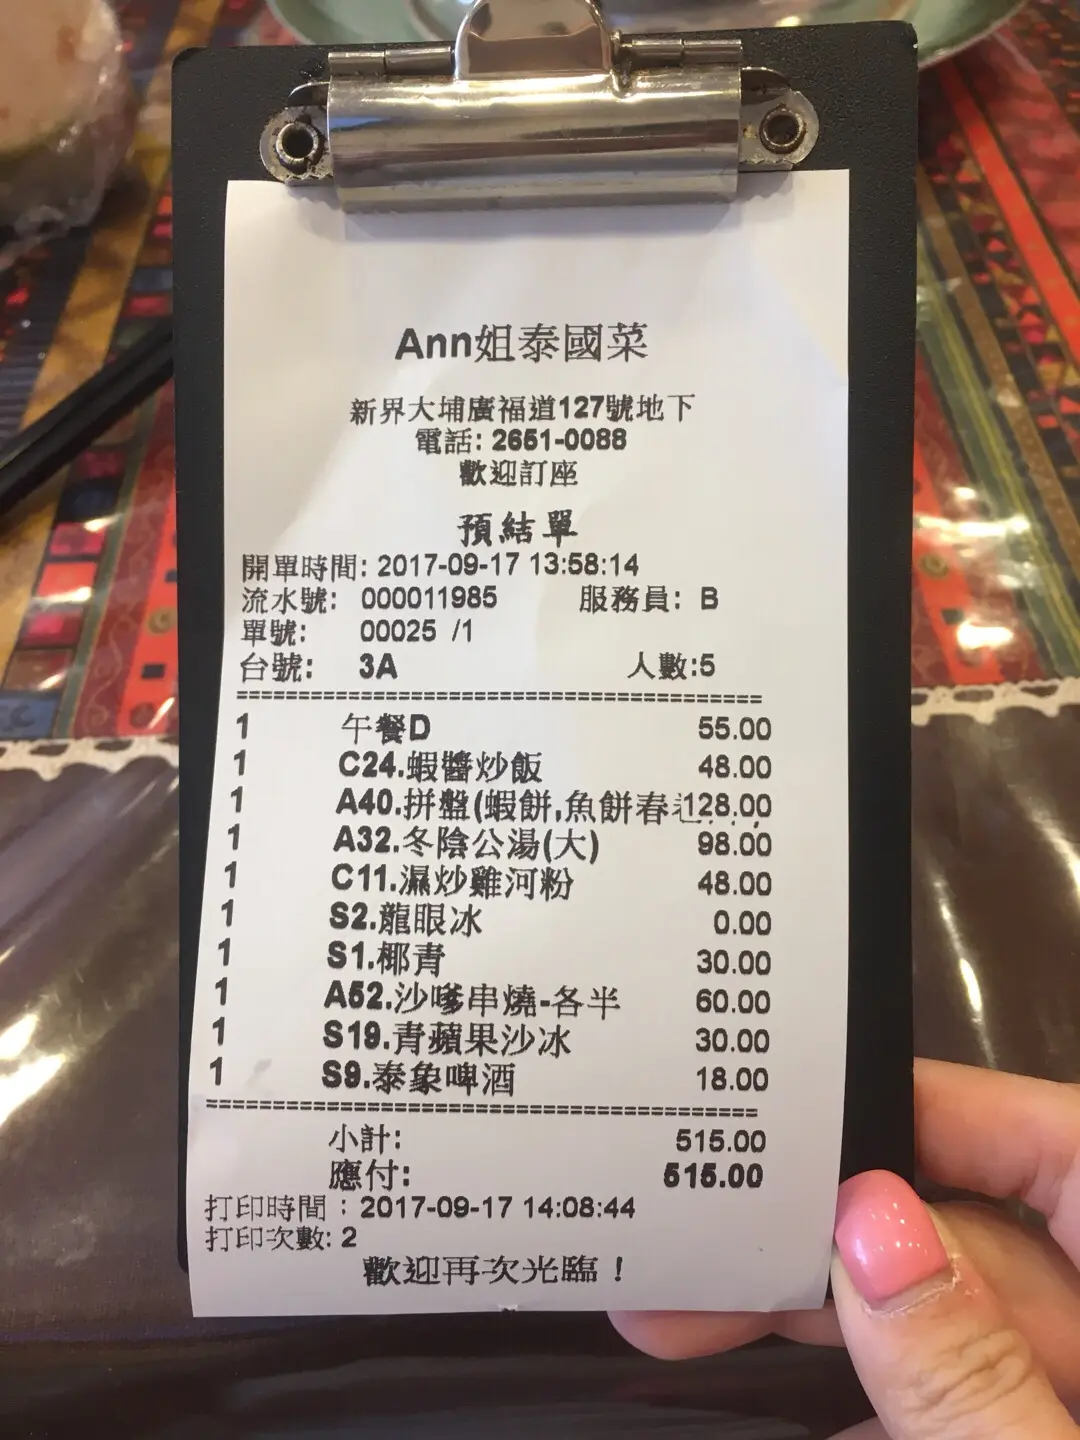 Ann姐泰國菜
新界大埔廣福道127號地下
電話: 2651-0088
歡迎訂座
預結單
開單時間: 2017-09-17 13:58:14
流水號: 000011985 服務員: B
單號: 00025 /1
台號: 3A 人數:5
1 午餐D 55.00
1 C24.蝦醬炒飯 48.00
1 A40.拼盤(蝦餅,魚餅春 128.00
1 A32.冬陰公湯(大) 98.00
1 C11.濕炒雞河粉 48.00
1 S2.龍眼冰 0.00
1 S1.椰青 30.00
1 A52.沙嗲串燒-各半 60.00
1 S19.青蘋果沙冰 30.00
1 S9.泰象啤酒 18.00
小計: 515.00
應付: 515.00
打印時間：2017-09-17 14:08:44
打印次數: 2
歡迎再次光臨！